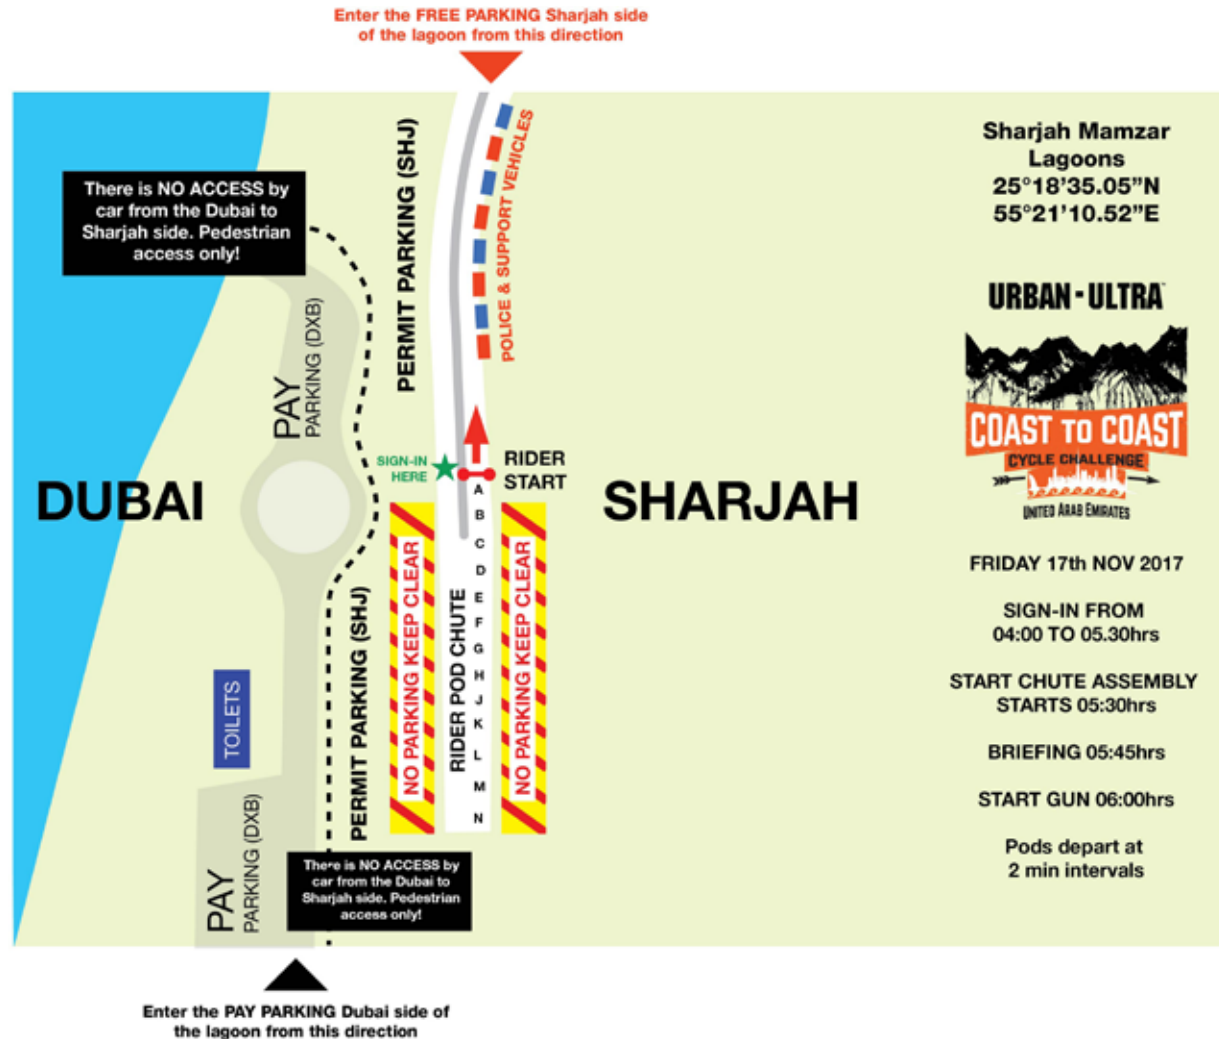 Enter the FREE PARKING Sharjah side
of the lagoon from this direction
There is NO ACCESS by
car from the Dubai to
Sharjah side. Pedestrian
access only!
PERMIT PARKING (SHJ)
POLICE & SUPPORT VEHICLES
PAY
PARKING (DXB)
SIGN-IN
HERE
RIDER
START
DUBAI
SHARJAH
A
B
C
D
E
F
G
H
J
K
L
M
N
RIDER POD CHUTE
NO PARKING KEEP CLEAR
NO PARKING KEEP CLEAR
PERMIT PARKING (SHJ)
TOILETS
PAY
PARKING (DXB)
There is NO ACCESS by
car from the Dubai to
Sharjah side. Pedestrian
access only!
Enter the PAY PARKING Dubai side of
the lagoon from this direction
Sharjah Mamzar
Lagoons
25°18'35.05”N
55°21'10.52”E
URBAN-ULTRA
COAST TO COAST
CYCLE CHALLENGE
UNITED ARAB EMIRATES
FRIDAY 17th NOV 2017
SIGN-IN FROM
04:00 TO 05.30hrs
START CHUTE ASSEMBLY
STARTS 05:30hrs
BRIEFING 05:45hrs
START GUN 06:00hrs
Pods depart at
2 min intervals